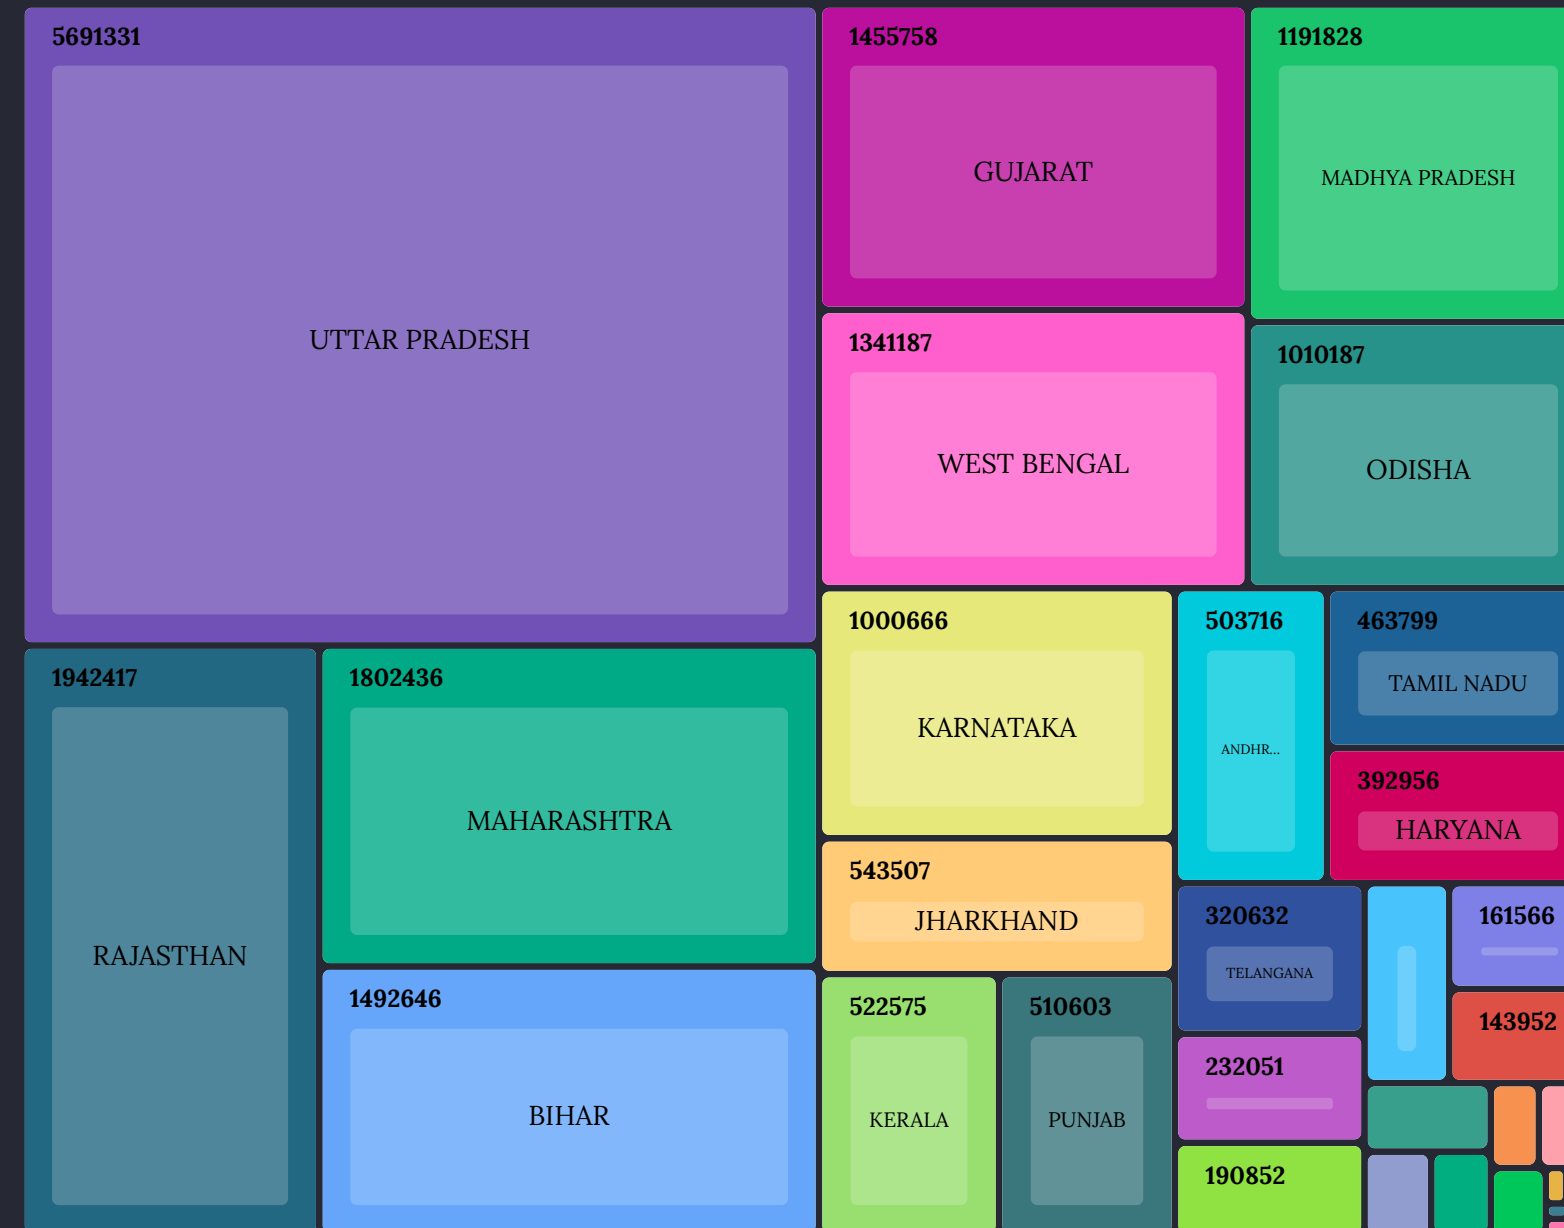 5691331
UTTAR PRADESH
1942417
RAJASTHAN
1802436
MAHARASHTRA
1492646
BIHAR
1455758
GUJARAT
1191828
MADHYA PRADESH
1341187
WEST BENGAL
1010187
ODISHA
1000666
KARNATAKA
543507
JHARKHAND
522575
KERALA
510603
PUNJAB
503716
ANDHR...
463799
TAMIL NADU
392956
HARYANA
320632
TELANGANA
232051
190852
161566
143952